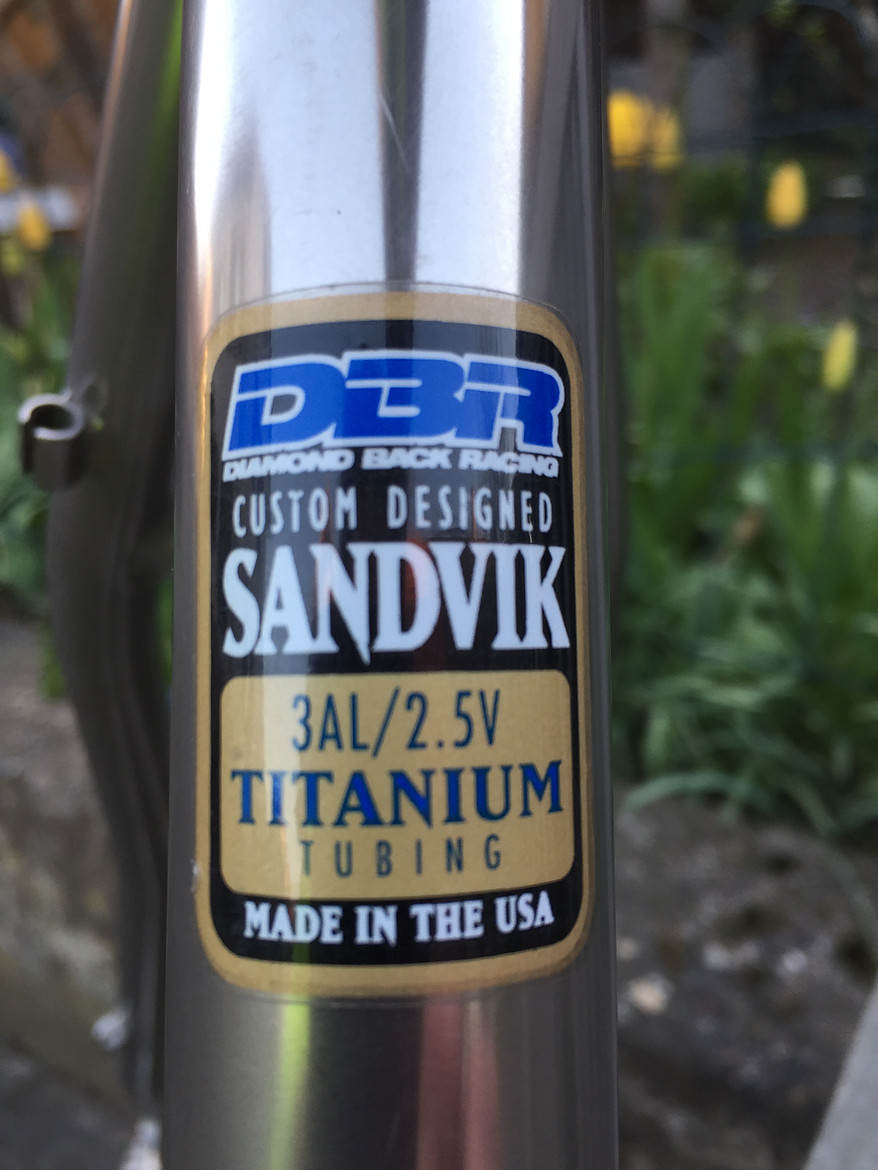 DBR
DIAMOND BACK RACING
CUSTOM DESIGNED
SANDVIK
3AL/2.5V
TITANIUM
TUBING
MADE IN THE USA